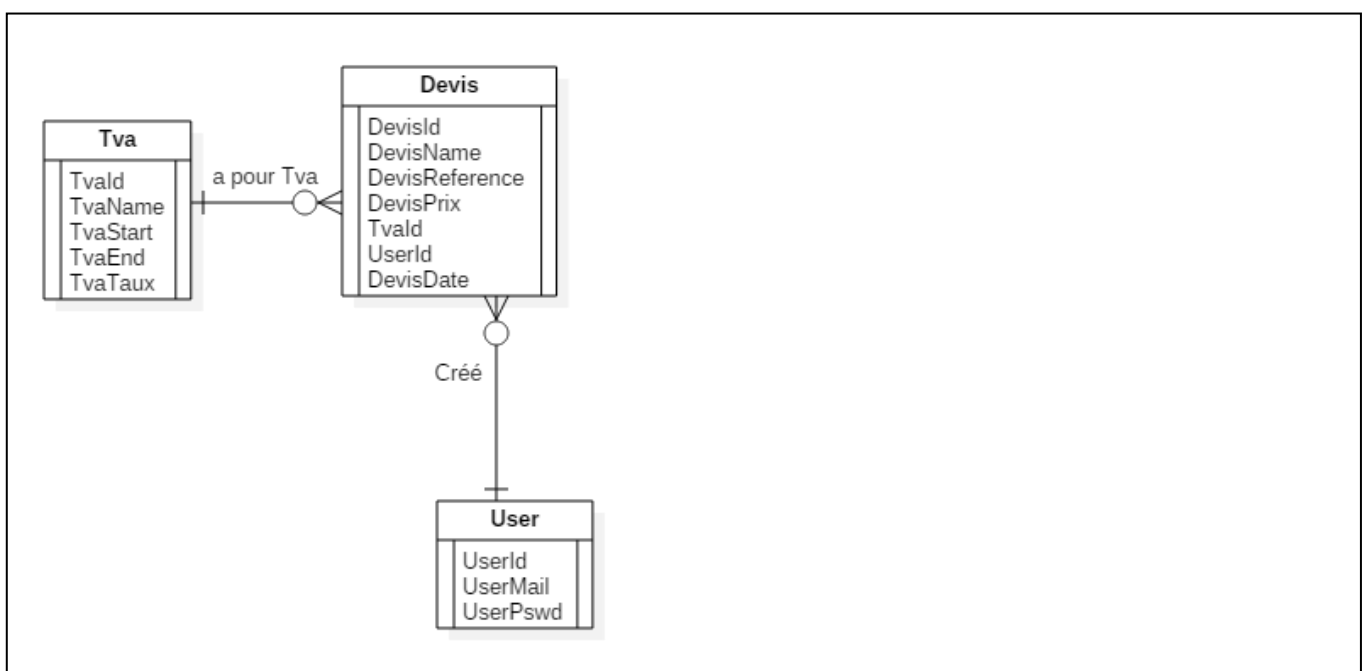 Tva
TvaId
TvaName
TvaStart
TvaEnd
TvaTaux
a pour Tva
Devis
DevisId
DevisName
DevisReference
DevisPrix
TvaId
UserId
DevisDate
Créé
User
UserId
UserMail
UserPswd